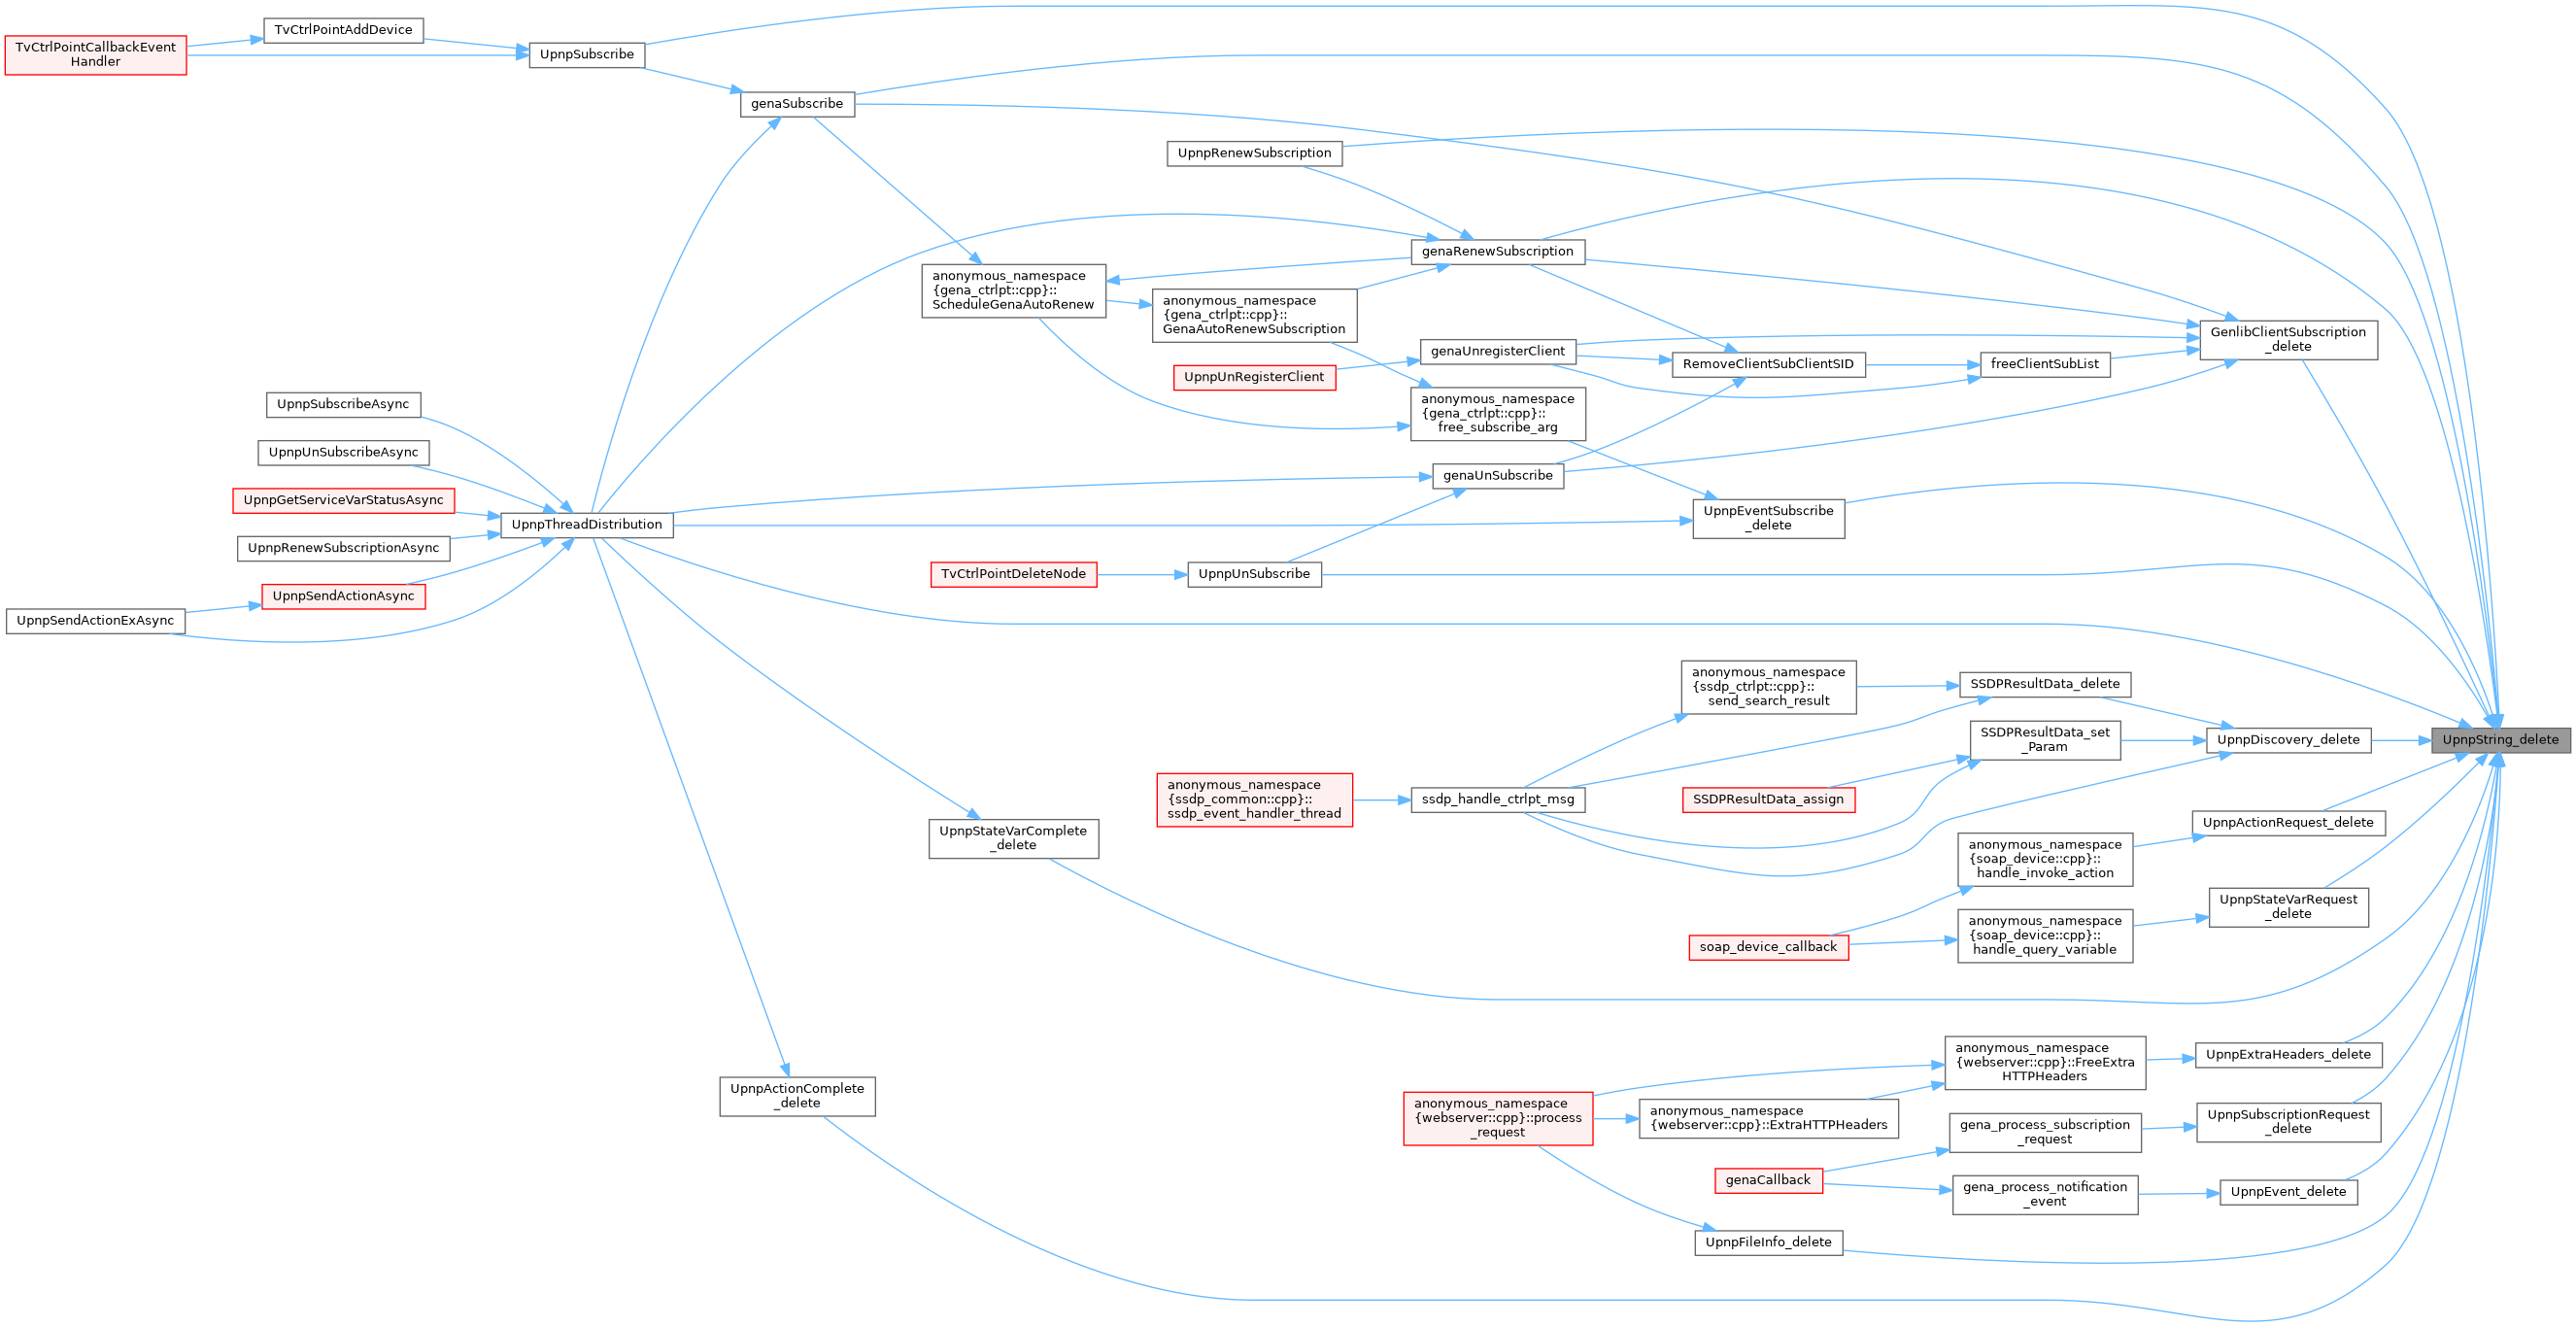 TvCtrlPointAddDevice
TvCtrlPointCallbackEvent
Handler
UpnpSubscribe
genaSubscribe
UpnpRenewSubscription
genaRenewSubscription
anonymous_namespace
{gena_ctrlpt::cpp}::
ScheduleGenaAutoRenew
anonymous_namespace
{gena_ctrlpt::cpp}::
GenaAutoRenewSubscription
GenlibClientSubscription
_delete
genaUnregisterClient
RemoveClientSubClientSID
freeClientSubList
UpnpUnRegisterClient
anonymous_namespace
{gena_ctrlpt::cpp}::
free_subscribe_arg
UpnpSubscribeAsync
UpnpUnSubscribeAsync
genaUnSubscribe
UpnpGetServiceVarStatusAsync
UpnpThreadDistribution
UpnpEventSubscribe
_delete
UpnpRenewSubscriptionAsync
TvCtrlPointDeleteNode
UpnpUnSubscribe
UpnpSendActionAsync
UpnpSendActionExAsync
anonymous_namespace
{ssdp_ctrlpt::cpp}::
send_search_result
SSDPResultData_delete
SSDPResultData_set
_Param
UpnpDiscovery_delete
UpnpString_delete
anonymous_namespace
{ssdp_common::cpp}::
ssdp_event_handler_thread
ssdp_handle_ctrlpt_msg
SSDPResultData_assign
UpnpStateVarComplete
_delete
UpnpActionRequest_delete
anonymous_namespace
{soap_device::cpp}::
handle_invoke_action
UpnpStateVarRequest
_delete
soap_device_callback
anonymous_namespace
{soap_device::cpp}::
handle_query_variable
UpnpExtraHeaders_delete
anonymous_namespace
{webserver::cpp}::FreeExtra
HTTPHeaders
UpnpActionComplete
_delete
anonymous_namespace
{webserver::cpp}::process
_request
anonymous_namespace
{webserver::cpp}::ExtraHTTPHeaders
UpnpSubscriptionRequest
_delete
gena_process_subscription
_request
genaCallback
gena_process_notification
_event
UpnpEvent_delete
UpnpFileInfo_delete